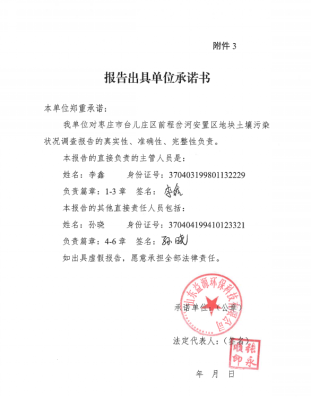 附件 3
报告出具单位承诺书
本单位郑重承诺：
我单位对枣庄市台儿庄区前程岔河安置区地块土壤污染
状况调查报告的真实性、准确性、完整性负责。
本报告的直接负责的主管人员是：
姓名：李鑫 身份证号：370403199801132229
负责篇章：1-3 章 签名：李鑫
本报告的其他直接责任人员包括：
姓名：孙晓 身份证号：370404199410123321
负责篇章：4-6 章 签名：孙晓
如出具虚假报告，愿意承担全部法律责任。
承诺单位：（公章）
法定代表人：（签名）
年 月 日